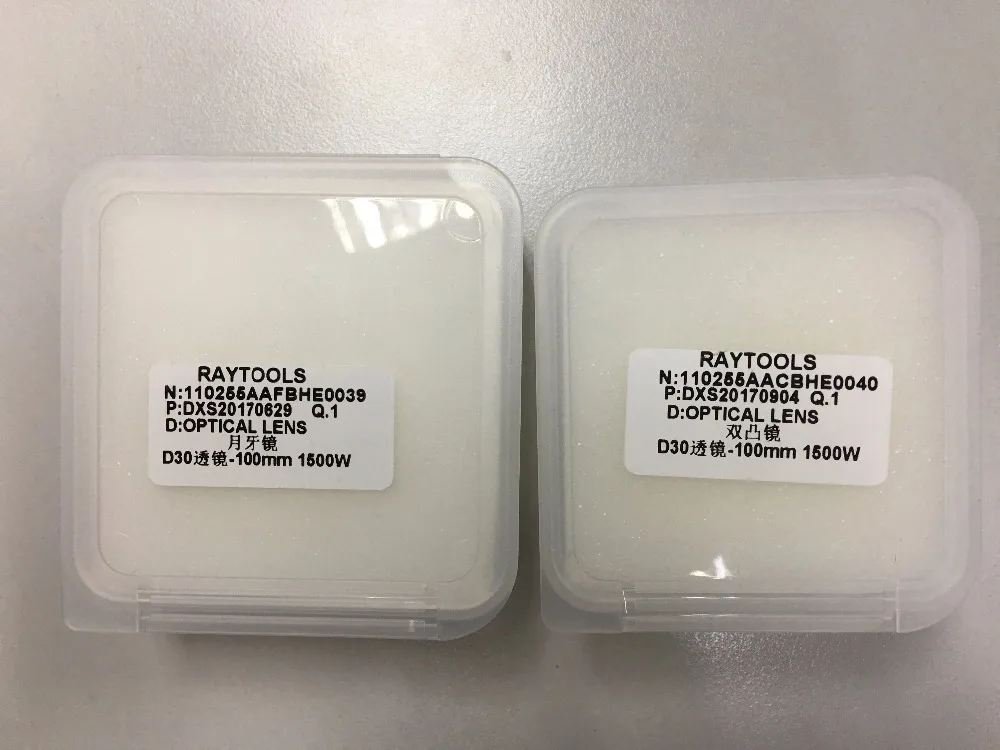 RAYTOOLS
N:110255AAFBHE0039
P:DXS20170629 Q.1
D:OPTICAL LENS
月牙镜
D30透镜-100mm 1500W
RAYTOOLS
N:110255AACBHE0040
P:DXS20170904 Q.1
D:OPTICAL LENS
双凸镜
D30透镜-100mm 1500W